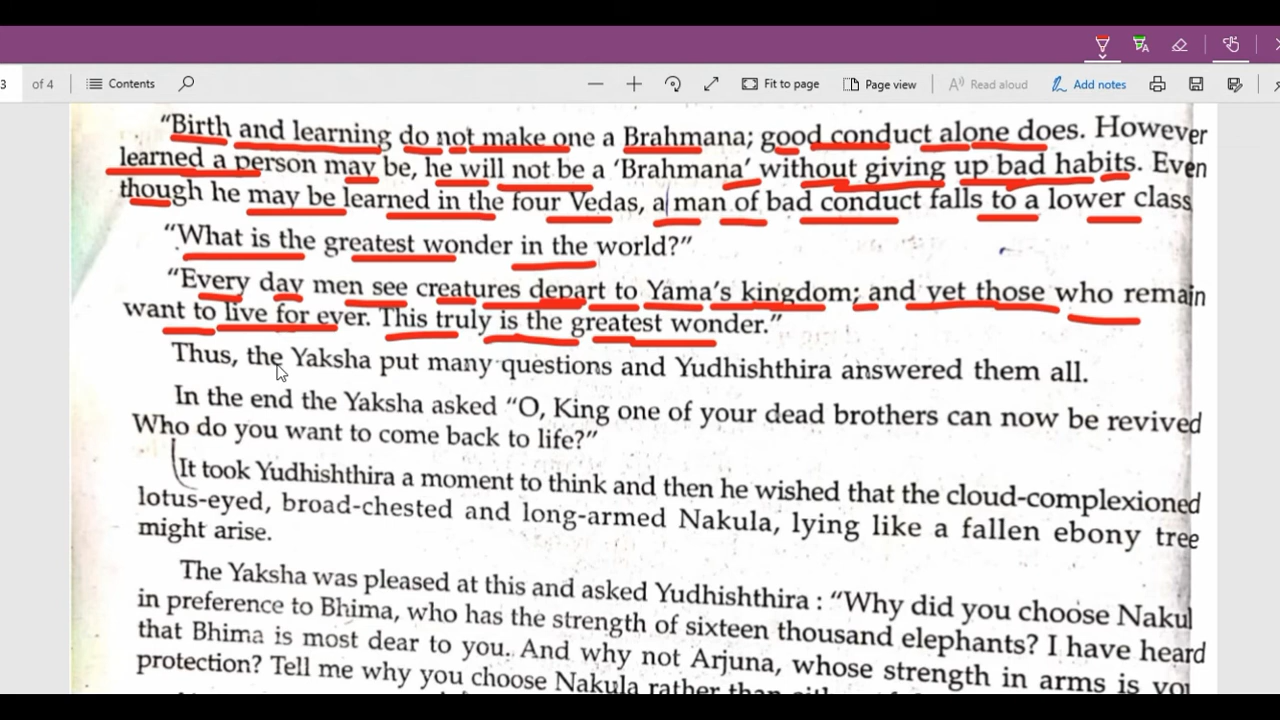 3 of 4 Contents Fit to page Page view Read aloud Add notes
“Birth and learning do not make one a Brahmana; good conduct alone does. However
learned a person may be, he will not be a ‘Brahmana’ without giving up bad habits. Even
though he may be learned in the four Vedas, a man of bad conduct falls to a lower class
“What is the greatest wonder in the world?”
“Every day men see creatures depart to Yama’s kingdom; and yet those who remain
want to live for ever. This truly is the greatest wonder.”
Thus, the Yaksha put many questions and Yudhishthira answered them all.
In the end the Yaksha asked “O, King one of your dead brothers can now be revived
Who do you want to come back to life?”
It took Yudhishthira a moment to think and then he wished that the cloud-complexioned
lotus-eyed, broad-chested and long-armed Nakula, lying like a fallen ebony tree
might arise.
The Yaksha was pleased at this and asked Yudhishthira : “Why did you choose Nakul
in preference to Bhima, who has the strength of sixteen thousand elephants? I have heard
that Bhima is most dear to you. And why not Arjuna, whose strength in arms is you
protection? Tell me why you choose Nakula rather than